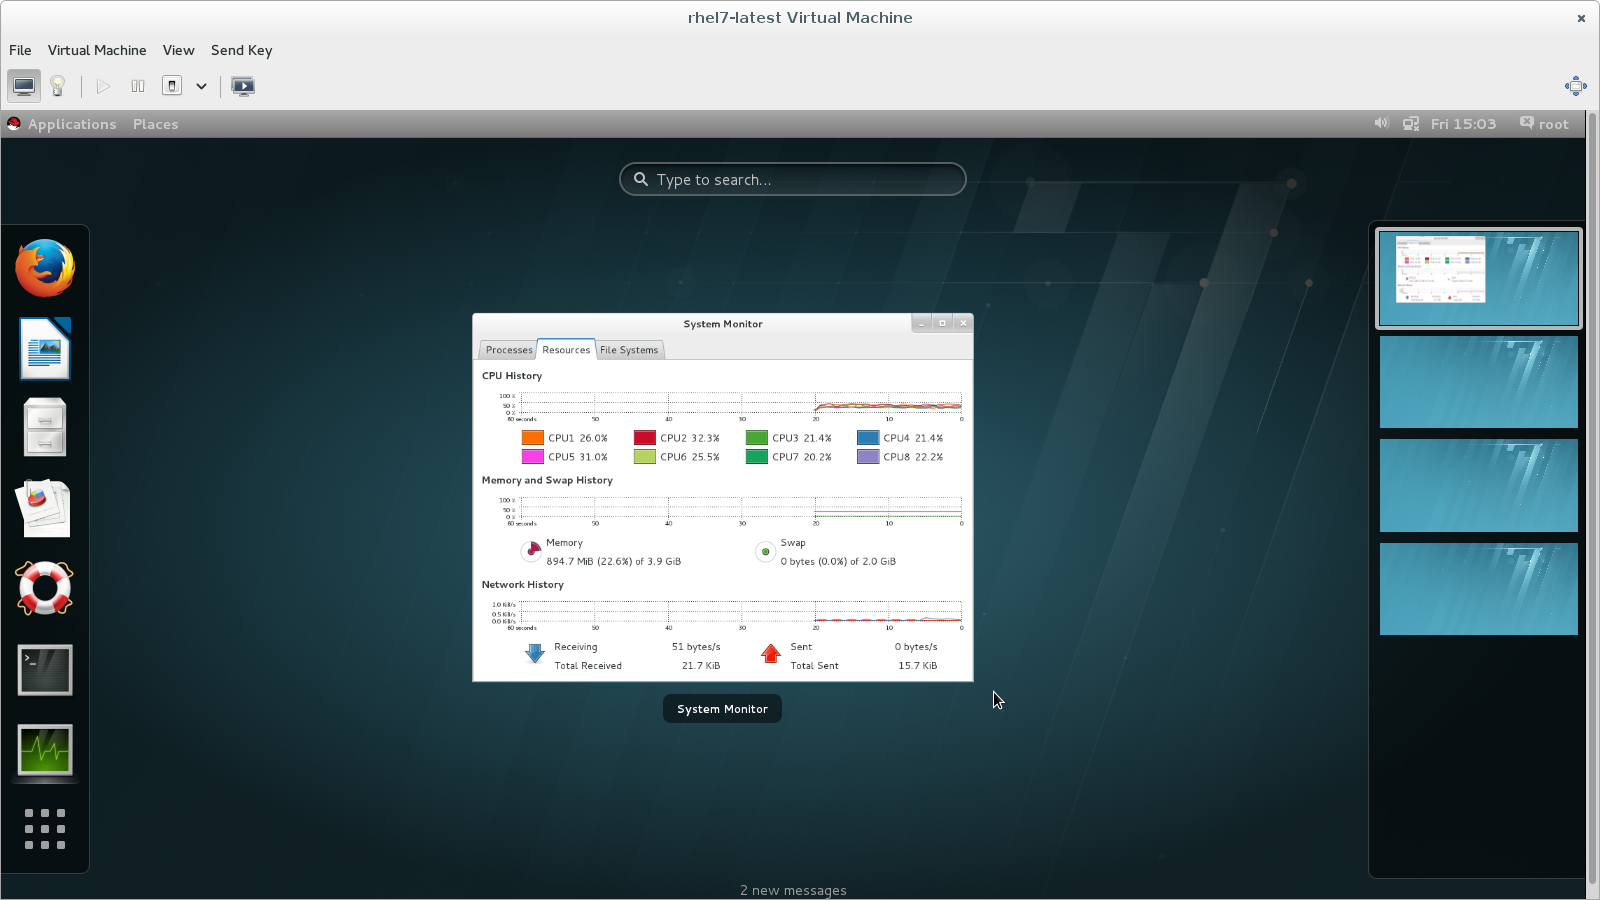 rhel7-latest Virtual Machine
File Virtual Machine View Send Key
Applications Places Fri 15:03 root
Type to search...
System Monitor
Processes Resources File Systems
CPU History
100 %
50 %
0 %
60 seconds 50 40 30 20 10 0
CPU1 26.0% CPU2 32.3% CPU3 21.4% CPU4 21.4%
CPU5 31.0% CPU6 25.5% CPU7 20.2% CPU8 22.2%
Memory and Swap History
100 %
50 %
0 %
60 seconds 50 40 30 20 10 0
Memory Swap
894.7 MiB (22.6%) of 3.9 GiB 0 bytes (0.0%) of 2.0 GiB
Network History
1.0 KiB/s
0.5 KiB/s
0.0 KiB/s
60 seconds 50 40 30 20 10 0
Receiving 51 bytes/s Sent 0 bytes/s
Total Received 21.7 KiB Total Sent 15.7 KiB
System Monitor
2 new messages